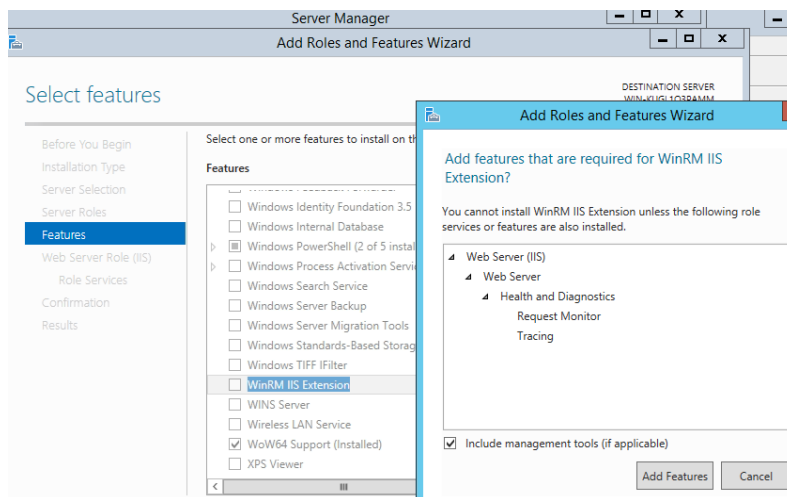 Server Manager
Add Roles and Features Wizard
Select features
DESTINATION SERVER
Before You Begin
Installation Type
Server Selection
Server Roles
Features
Web Server Role (IIS)
Role Services
Confirmation
Results
Select one or more features to install on th
Features
Windows Identity Foundation 3.5
Windows Internal Database
Windows PowerShell (2 of 5 instal
Windows Process Activation Servi
Windows Search Service
Windows Server Backup
Windows Server Migration Tools
Windows Standards-Based Storag
Windows TIFF IFilter
WinRM IIS Extension
WINS Server
Wireless LAN Service
WoW64 Support (Installed)
XPS Viewer
Add Roles and Features Wizard
Add features that are required for WinRM IIS
Extension?
You cannot install WinRM IIS Extension unless the following role
services or features are also installed.
Web Server (IIS)
Web Server
Health and Diagnostics
Request Monitor
Tracing
Include management tools (if applicable)
Add Features
Cancel